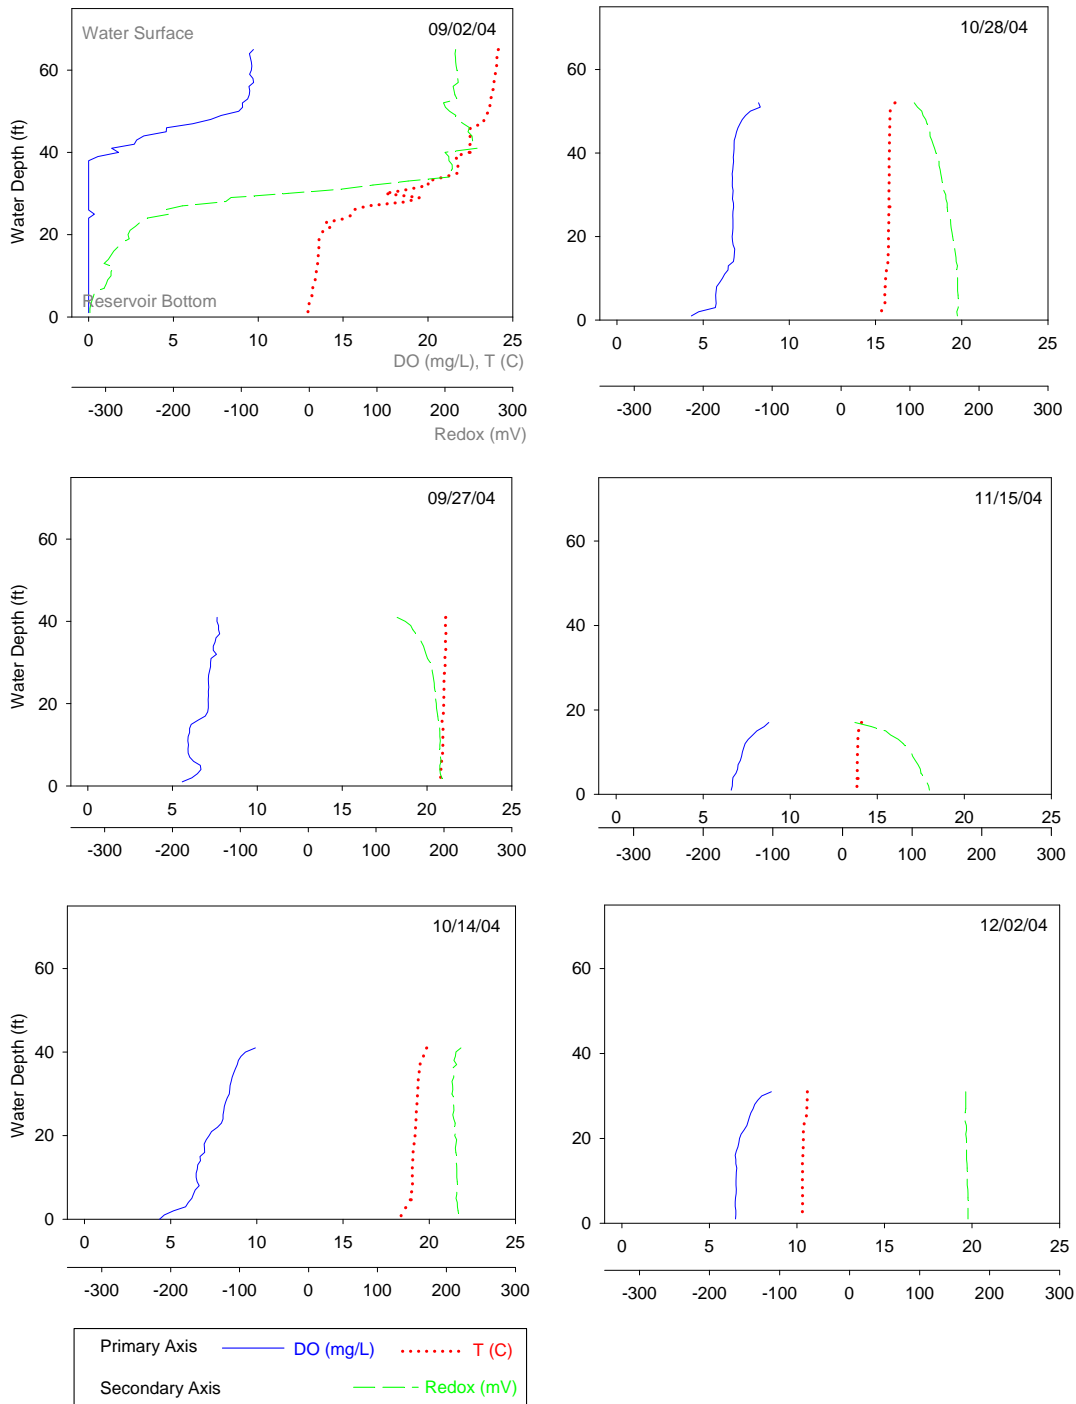 Water Surface
09/02/04
60
40
20
0
Water Depth (ft)
Reservoir Bottom
0 5 10 15 20 25
DO (mg/L), T (C)
-300 -200 -100 0 100 200 300
Redox (mV)
10/28/04
60
40
20
0
0 5 10 15 20 25
-300 -200 -100 0 100 200 300
09/27/04
60
40
20
0
Water Depth (ft)
0 5 10 15 20 25
-300 -200 -100 0 100 200 300
11/15/04
60
40
20
0
0 5 10 15 20 25
-300 -200 -100 0 100 200 300
10/14/04
60
40
20
0
Water Depth (ft)
0 5 10 15 20 25
-300 -200 -100 0 100 200 300
12/02/04
60
40
20
0
0 5 10 15 20 25
-300 -200 -100 0 100 200 300
Primary Axis DO (mg/L) T (C)
Secondary Axis Redox (mV)